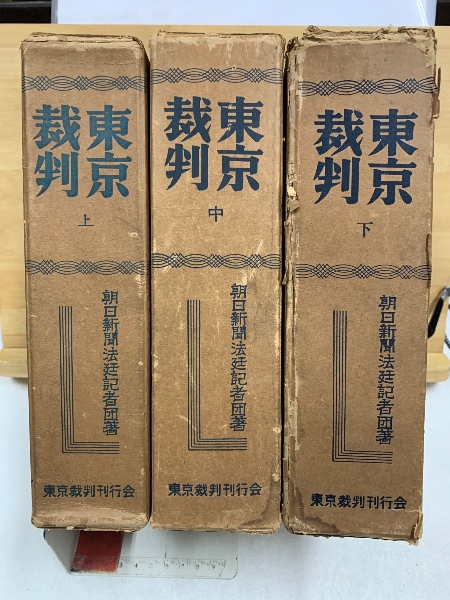 東京
裁判
上
朝日新聞法廷記者団著
東京裁判刊行会
東京
裁判
中
朝日新聞法廷記者団著
東京裁判刊行会
東京
裁判
下
朝日新聞法廷記者団著
東京裁判刊行会